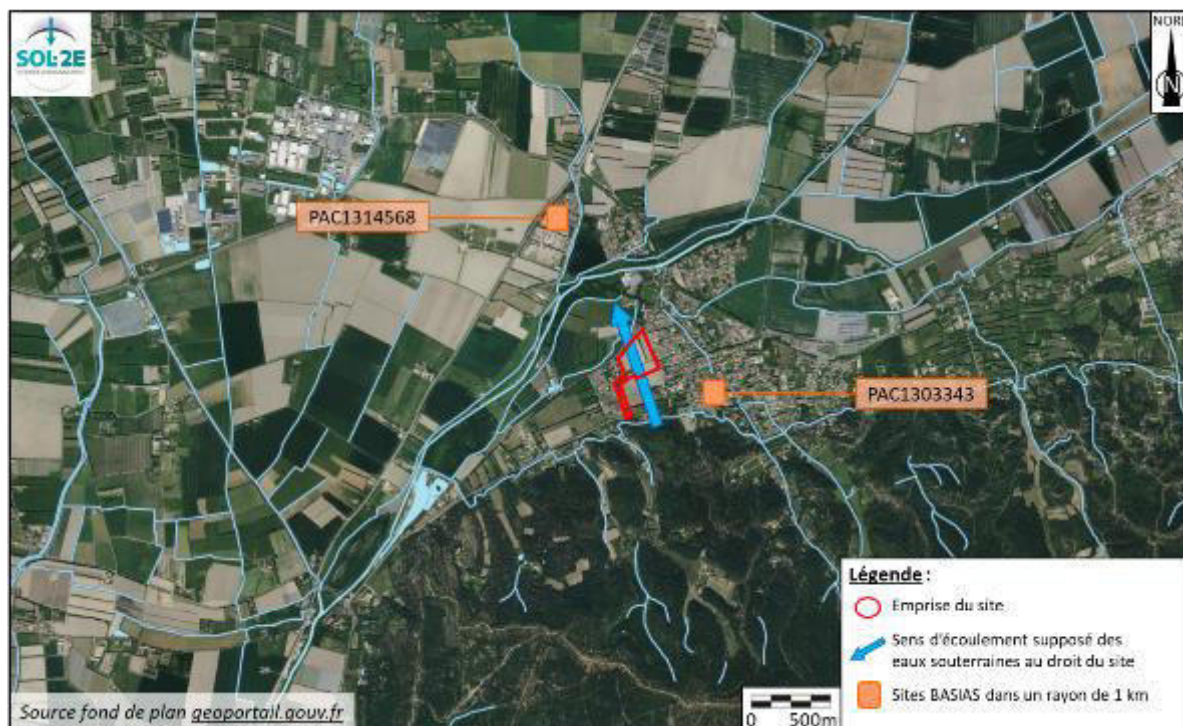 SOL-2E
NORD
N
PAC1314568
PAC1303343
Légende :
Emprise du site
Sens d'écoulement supposé des
eaux souterraines au droit du site
Sites BASIAS dans un rayon de 1 km
0 500m
Source fond de plan geoportail.gouv.fr